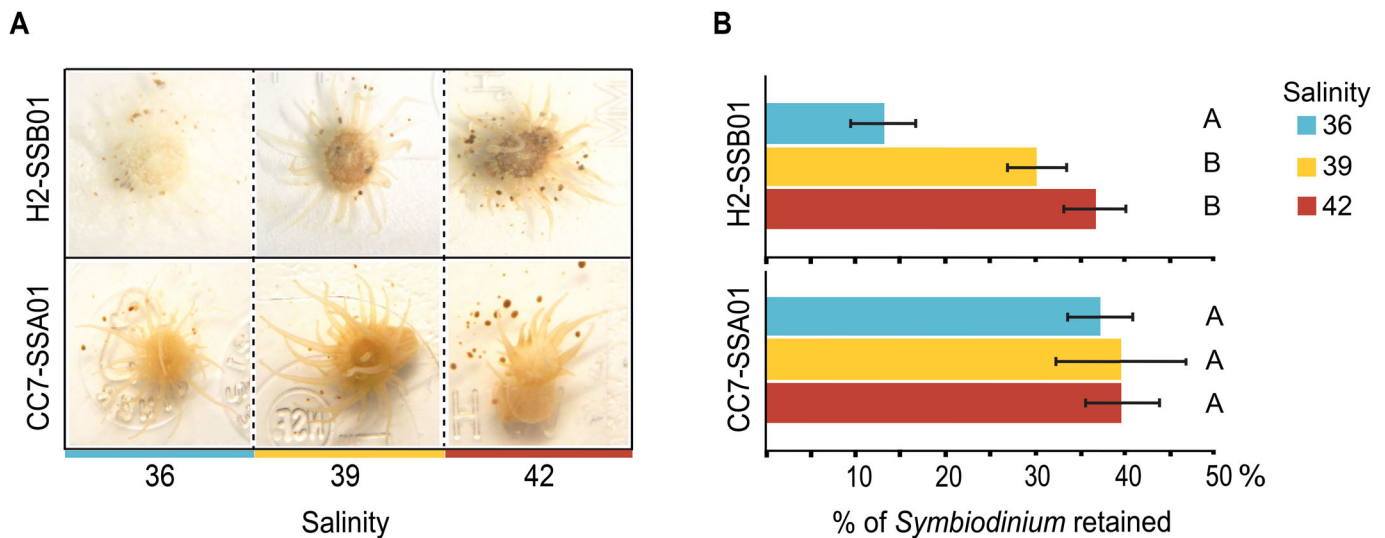 A
H2-SSB01
CC7-SSA01
36 39 42
Salinity
B
H2-SSB01
A
B
B
CC7-SSA01
A
A
A
10 20 30 40 50 %
% of Symbiodinium retained
Salinity
36
39
42